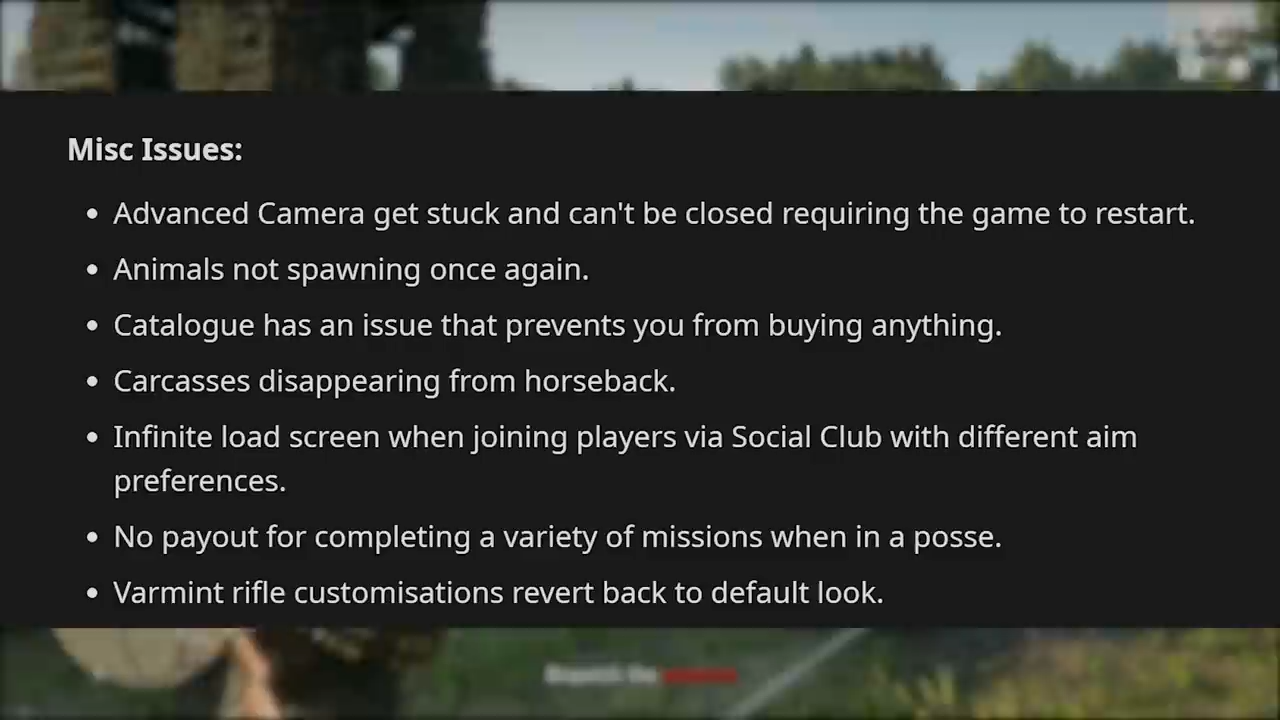 Misc Issues:
• Advanced Camera get stuck and can't be closed requiring the game to restart.
• Animals not spawning once again.
• Catalogue has an issue that prevents you from buying anything.
• Carcasses disappearing from horseback.
• Infinite load screen when joining players via Social Club with different aim
preferences.
• No payout for completing a variety of missions when in a posse.
• Varmint rifle customisations revert back to default look.